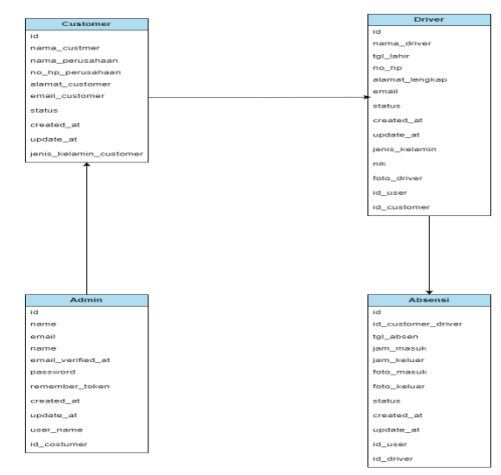 Customer
id
nama_custmer
nama_perusahaan
no_hp_perusahaan
alamat_customer
email_customer
status
created_at
update_at
jenis_kelamin_customer
Driver
id
nama_driver
tgl_lahir
no_hp
alamat_lengkap
email
status
created_at
update_at
jenis_kelamin
nik
foto_driver
id_user
id_customer
Admin
id
name
email
name
email_verified_at
password
remember_token
created_at
update_at
user_name
id_costumer
Absensi
id
id_customer_driver
tgl_absen
jam_masuk
jam_keluar
foto_masuk
foto_keluar
status
created_at
update_at
id_user
id_driver